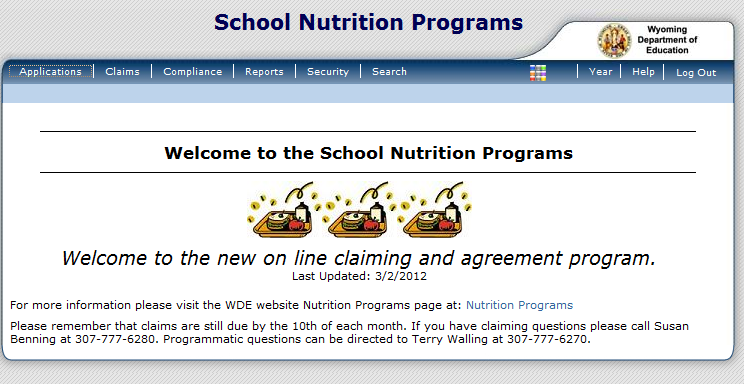 School Nutrition Programs
Wyoming
Department of
Education
Applications Claims Compliance Reports Security Search Year Help Log Out
Welcome to the School Nutrition Programs
Welcome to the new on line claiming and agreement program.
Last Updated: 3/2/2012
For more information please visit the WDE website Nutrition Programs page at: Nutrition Programs
Please remember that claims are still due by the 10th of each month. If you have claiming questions please call Susan
Benning at 307-777-6280. Programmatic questions can be directed to Terry Walling at 307-777-6270.